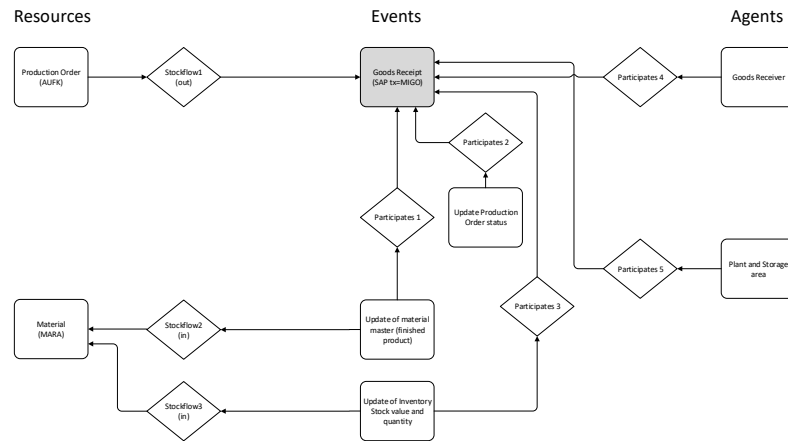 Resources
Events
Agents
Production Order
(AUFK)
Stockflow1
(out)
Goods Receipt
(SAP tx=MIGO)
Participates 4
Goods Receiver
Participates 2
Participates 1
Update Production
Order status
Participates 5
Plant and Storage
area
Participates 3
Material
(MARA)
Stockflow2
(in)
Update of material
master (finished
product)
Stockflow3
(in)
Update of Inventory
Stock value and
quantity